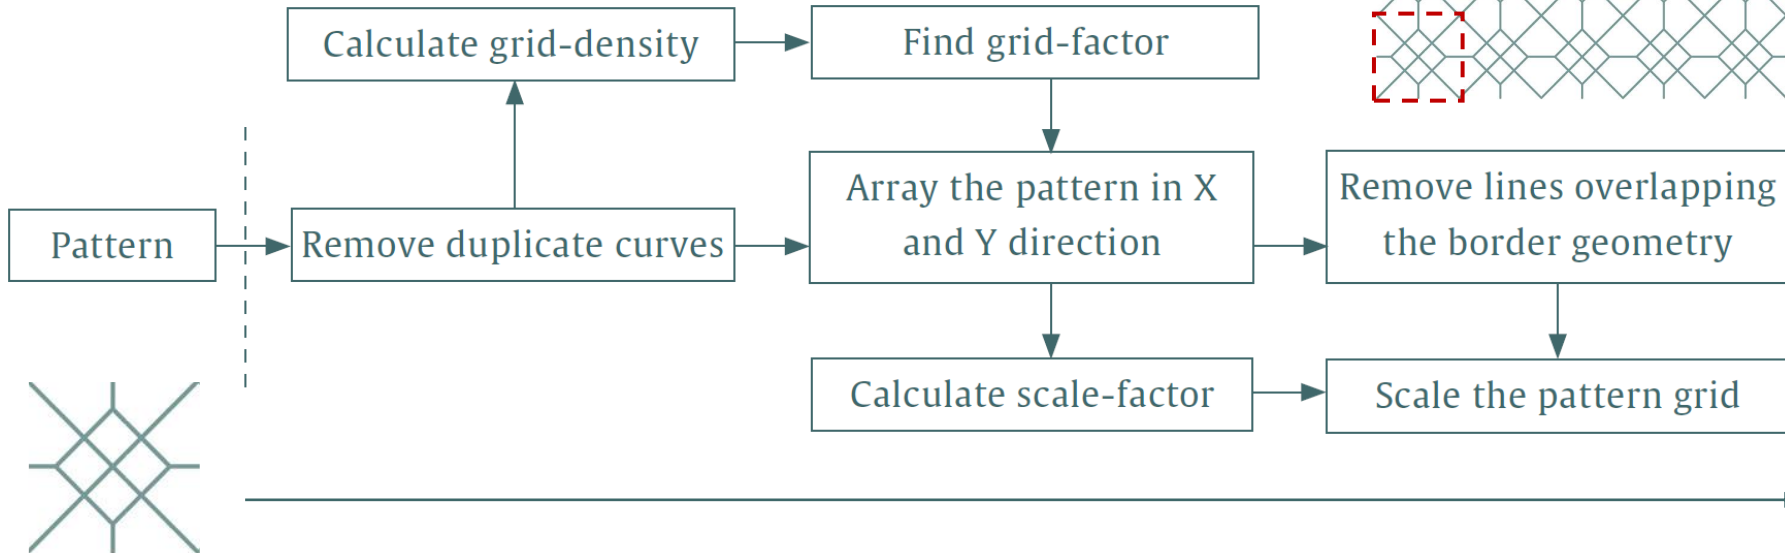 Calculate grid-density
Find grid-factor
Pattern
Remove duplicate curves
Array the pattern in X
and Y direction
Remove lines overlapping
the border geometry
Calculate scale-factor
Scale the pattern grid